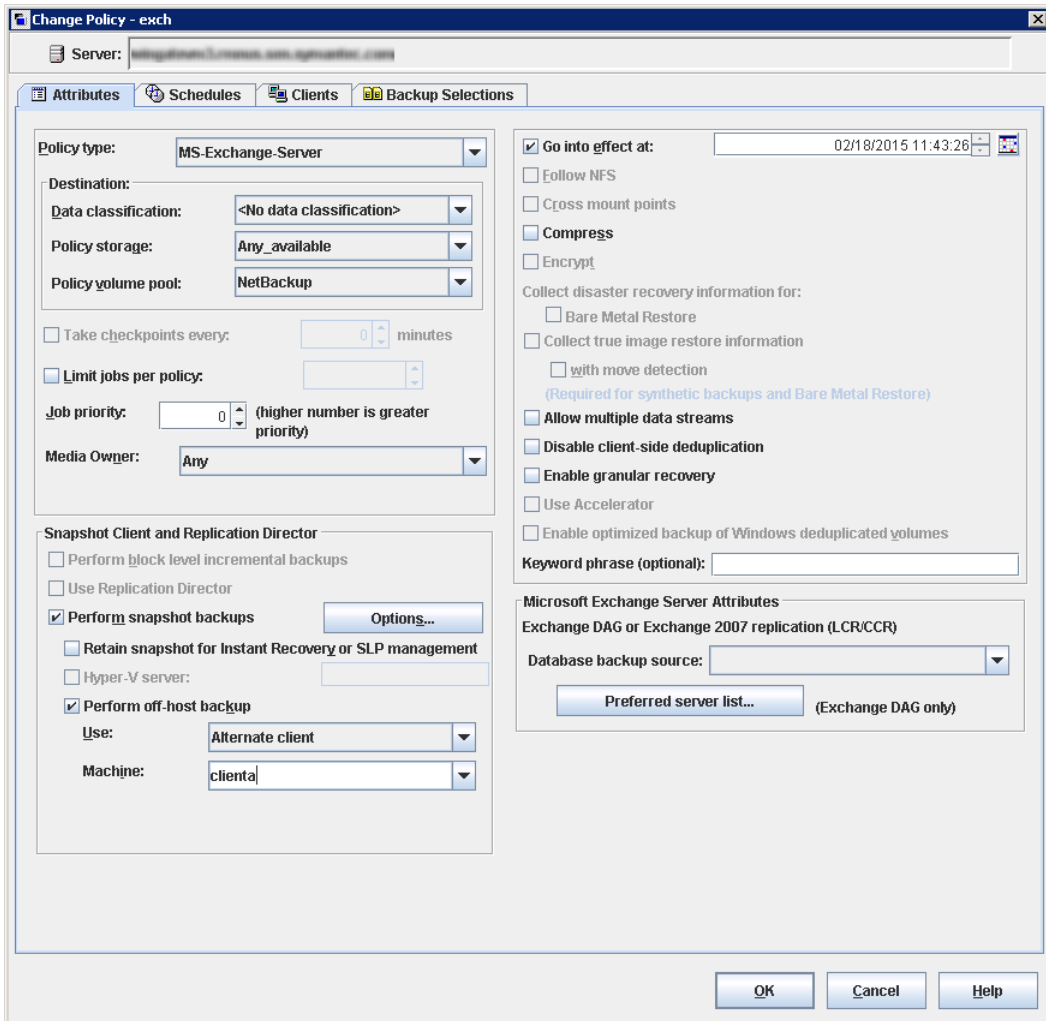 Change Policy - exch
Server:
Attributes Schedules Clients Backup Selections
Policy type: MS-Exchange-Server
Destination:
Data classification: <No data classification>
Policy storage: Any_available
Policy volume pool: NetBackup
Take checkpoints every: 0 minutes
Limit jobs per policy:
Job priority: 0 (higher number is greater
priority)
Media Owner: Any
Snapshot Client and Replication Director
Perform block level incremental backups
Use Replication Director
Perform snapshot backups Options...
Retain snapshot for Instant Recovery or SLP management
Hyper-V server:
Perform off-host backup
Use: Alternate client
Machine: clienta
Go into effect at: 02/18/2015 11:43:26
Follow NFS
Cross mount points
Compress
Encrypt
Collect disaster recovery information for:
Bare Metal Restore
Collect true image restore information
with move detection
(Required for synthetic backups and Bare Metal Restore)
Allow multiple data streams
Disable client-side deduplication
Enable granular recovery
Use Accelerator
Enable optimized backup of Windows deduplicated volumes
Keyword phrase (optional):
Microsoft Exchange Server Attributes
Exchange DAG or Exchange 2007 replication (LCR/CCR)
Database backup source:
Preferred server list... (Exchange DAG only)
OK Cancel Help